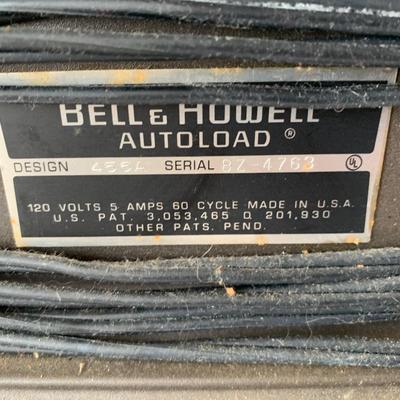 BELL & HOWELL
AUTOLOAD ®
DESIGN SERIAL BZ-4763 UL
120 VOLTS 5 AMPS 60 CYCLE MADE IN U.S.A.
U.S. PAT. 3,053,465 D 201,930
OTHER PATS. PEND.